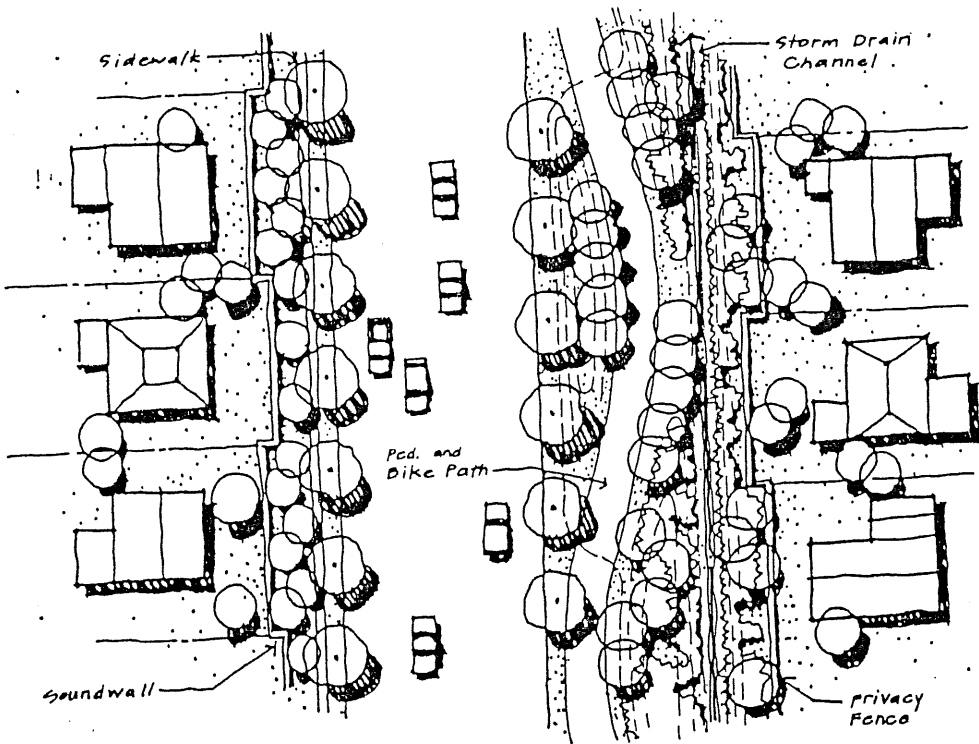 Sidewalk
Storm Drain
Channel
Ped. and
Bike Path
Soundwall
Privacy
Fence